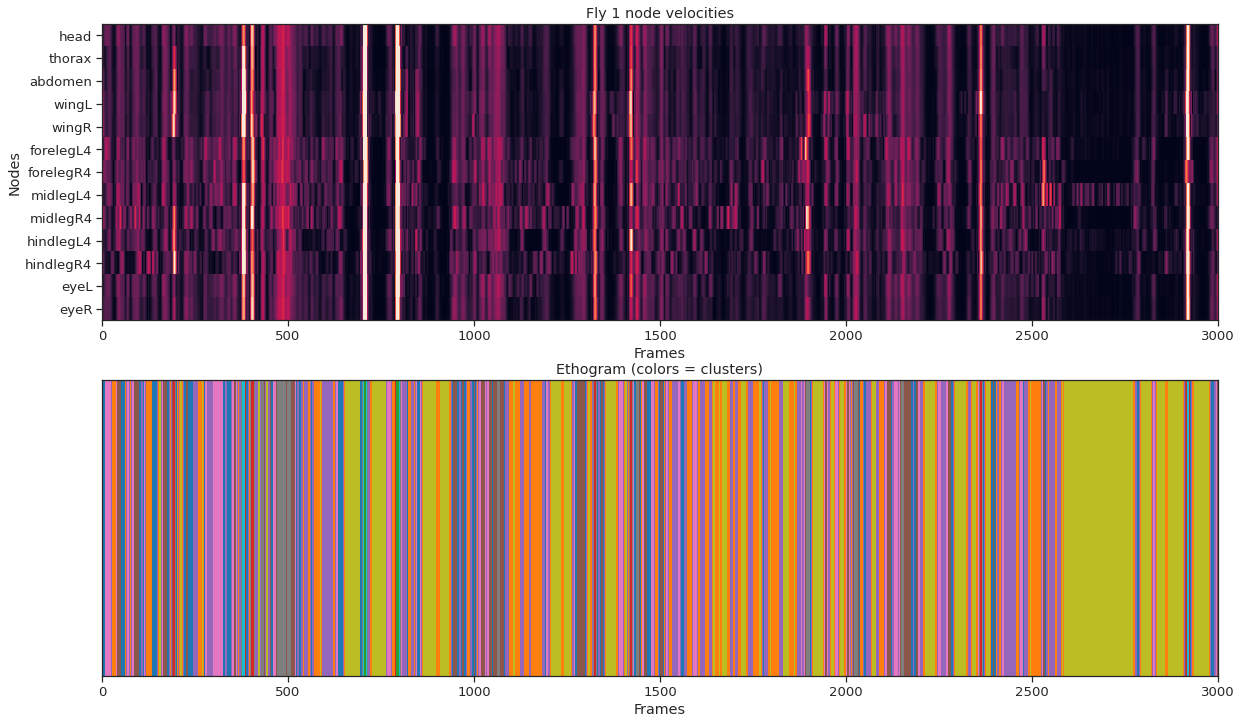 Fly 1 node velocities
Nodes
head
thorax
abdomen
wingL
wingR
forelegL4
forelegR4
midlegL4
midlegR4
hindlegL4
hindlegR4
eyeL
eyeR
0 500 1000 1500 2000 2500 3000
Frames
Ethogram (colors = clusters)
0 500 1000 1500 2000 2500 3000
Frames